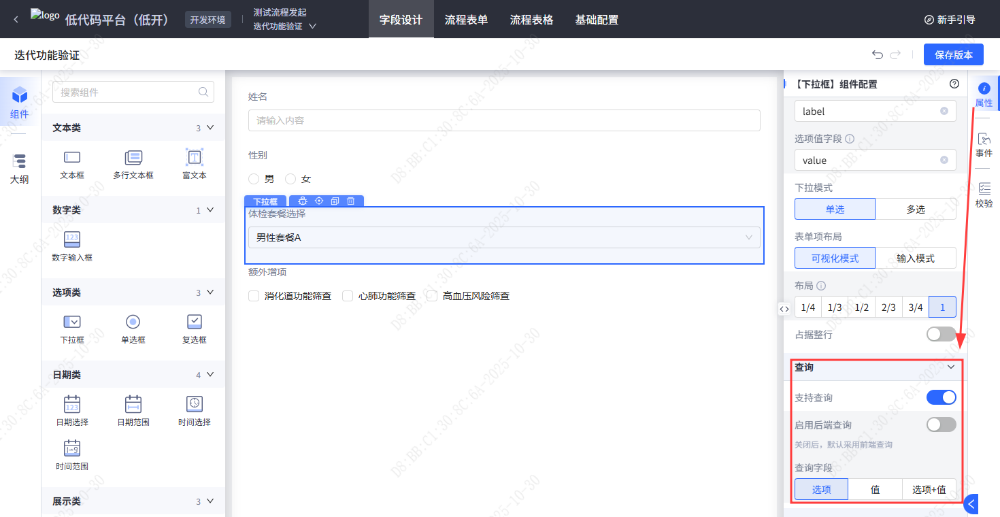 logo 低代码平台（低开） 开发环境
测试流程发起
迭代功能验证
字段设计 流程表单 流程表格 基础配置
新手引导
迭代功能验证
保存版本
组件
大纲
搜索组件
文本类 3
文本框 多行文本框 富文本
数字类 1
123
数字输入框
选项类 3
下拉框 单选框 复选框
日期类 4
123
日期选择 日期范围 时间选择
1-9
时间范围
展示类 3
姓名
请输入内容
性别
男 女
下拉框
体检套餐选择
男性套餐A
额外增项
消化道功能筛查 心肺功能筛查 高血压风险筛查
【下拉框】组件配置
label
选项值字段
value
下拉模式
单选 多选
表单项布局
可视化模式 输入模式
布局
1/4 1/3 1/2 2/3 3/4 1
占据整行
查询
支持查询
启用后端查询
关闭后，默认采用前端查询
查询字段
选项 值 选项+值
属性
事件
校验
D8:BB:C1:30:8C:6A-2025-10-30